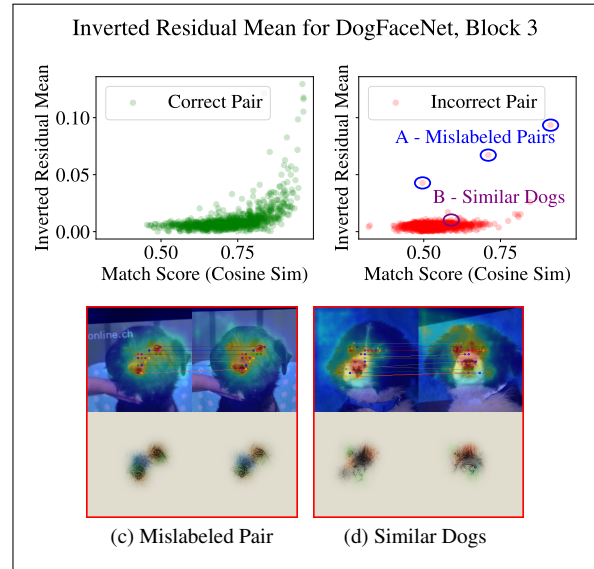 Inverted Residual Mean for DogFaceNet, Block 3
Inverted Residual Mean
0.10
0.05
0.00
Correct Pair
0.50
0.75
Match Score (Cosine Sim)
Inverted Residual Mean
Incorrect Pair
A - Mislabeled Pairs
B - Similar Dogs
0.50
0.75
Match Score (Cosine Sim)
online.ch
(c) Mislabeled Pair
(d) Similar Dogs